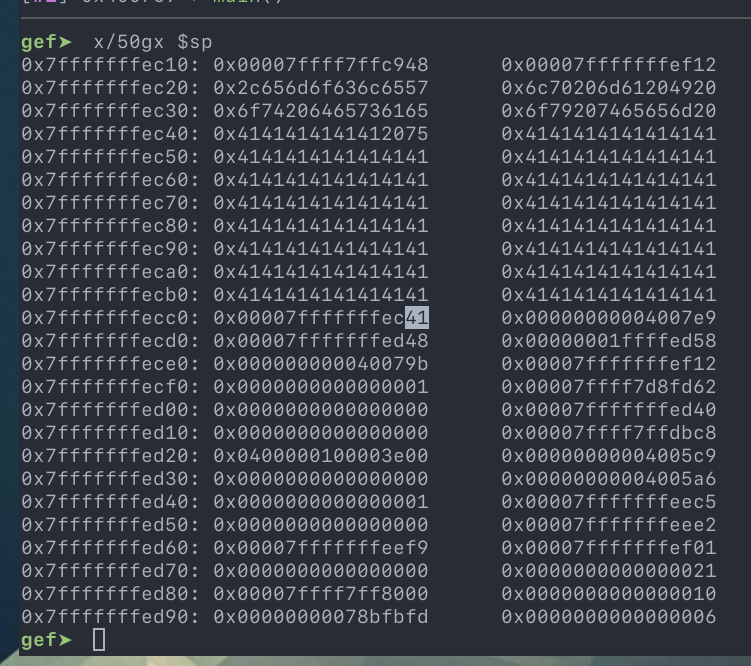 gef➤  x/50gx $sp
0x7fffffffec10: 0x00007ffff7ffc948 0x00007fffffffef12
0x7fffffffec20: 0x2c656d6f636c6557 0x6c70206d61204920
0x7fffffffec30: 0x6f74206465736165 0x6f79207465656d20
0x7fffffffec40: 0x4141414141412075 0x4141414141414141
0x7fffffffec50: 0x4141414141414141 0x4141414141414141
0x7fffffffec60: 0x4141414141414141 0x4141414141414141
0x7fffffffec70: 0x4141414141414141 0x4141414141414141
0x7fffffffec80: 0x4141414141414141 0x4141414141414141
0x7fffffffec90: 0x4141414141414141 0x4141414141414141
0x7fffffffeca0: 0x4141414141414141 0x4141414141414141
0x7fffffffecb0: 0x4141414141414141 0x4141414141414141
0x7fffffffecc0: 0x00007fffffffec41 0x00000000004007e9
0x7fffffffecd0: 0x00007fffffffed48 0x00000001ffffed58
0x7fffffffece0: 0x000000000040079b 0x00007fffffffef12
0x7fffffffecf0: 0x0000000000000001 0x00007ffff7d8fd62
0x7fffffffed00: 0x0000000000000000 0x00007fffffffed40
0x7fffffffed10: 0x0000000000000000 0x00007ffff7ffdbc8
0x7fffffffed20: 0x0400000100003e00 0x00000000004005c9
0x7fffffffed30: 0x0000000000000000 0x00000000004005a6
0x7fffffffed40: 0x0000000000000001 0x00007fffffffeec5
0x7fffffffed50: 0x0000000000000000 0x00007fffffffeee2
0x7fffffffed60: 0x00007fffffffeef9 0x00007fffffffef01
0x7fffffffed70: 0x0000000000000000 0x0000000000000021
0x7fffffffed80: 0x00007ffff7ff8000 0x0000000000000010
0x7fffffffed90: 0x00000000078bfbfd 0x0000000000000006
gef➤